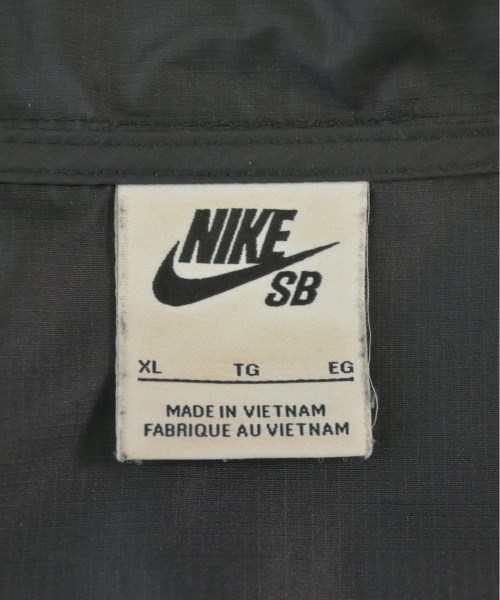 NIKE
SB
XL TG EG
MADE IN VIETNAM
FABRIQUE AU VIETNAM